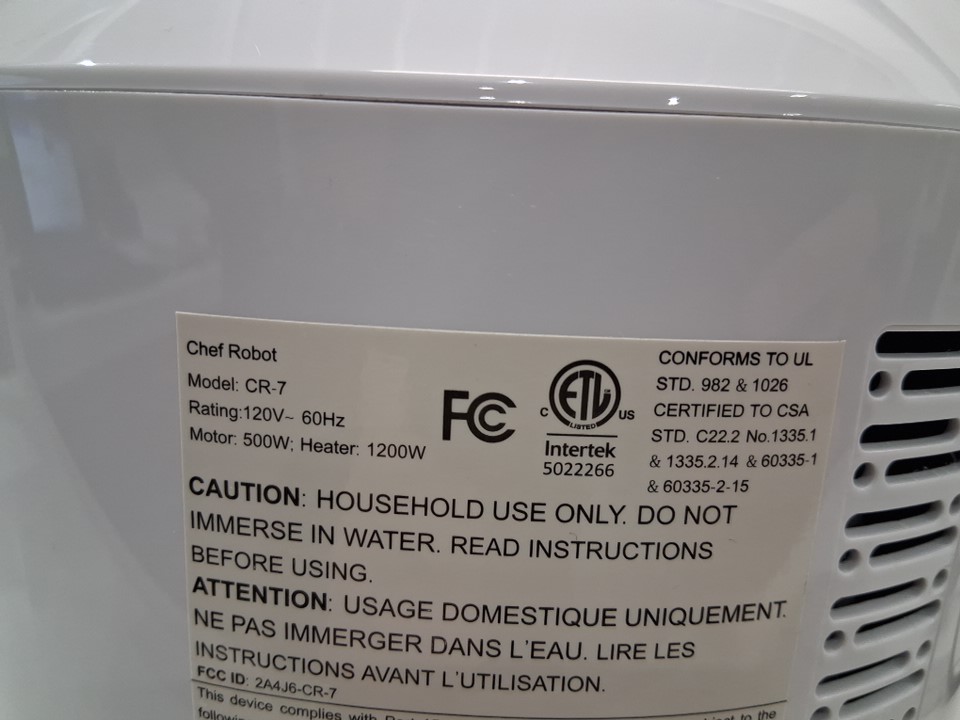 Chef Robot
Model: CR-7
Rating:120V~ 60Hz
Motor: 500W; Heater: 1200W
FC
C ETL US
LISTED
Intertek
5022266
CONFORMS TO UL
STD. 982 & 1026
CERTIFIED TO CSA
STD. C22.2 No.1335.1
& 1335.2.14 & 60335-1
& 60335-2-15
CAUTION: HOUSEHOLD USE ONLY. DO NOT
IMMERSE IN WATER. READ INSTRUCTIONS
BEFORE USING.
ATTENTION: USAGE DOMESTIQUE UNIQUEMENT.
NE PAS IMMERGER DANS L'EAU. LIRE LES
INSTRUCTIONS AVANT L'UTILISATION.
FCC ID: 2A4J6-CR-7
This device complies with to the